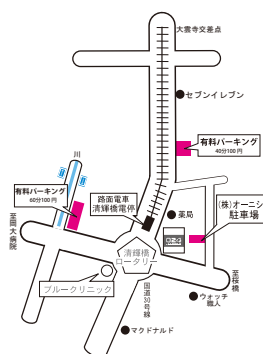 大雲寺交差点
セブンイレブン
川
有料パーキング
40分100円
有料パーキング
60分100円
路面電車
清輝橋電停
薬局
(株)オーニシ
駐車場
至岡大病院
清輝橋
ロータリー
至桜橋
ブルークリニック
国道30号線
ウォッチ
職人
マクドナルド